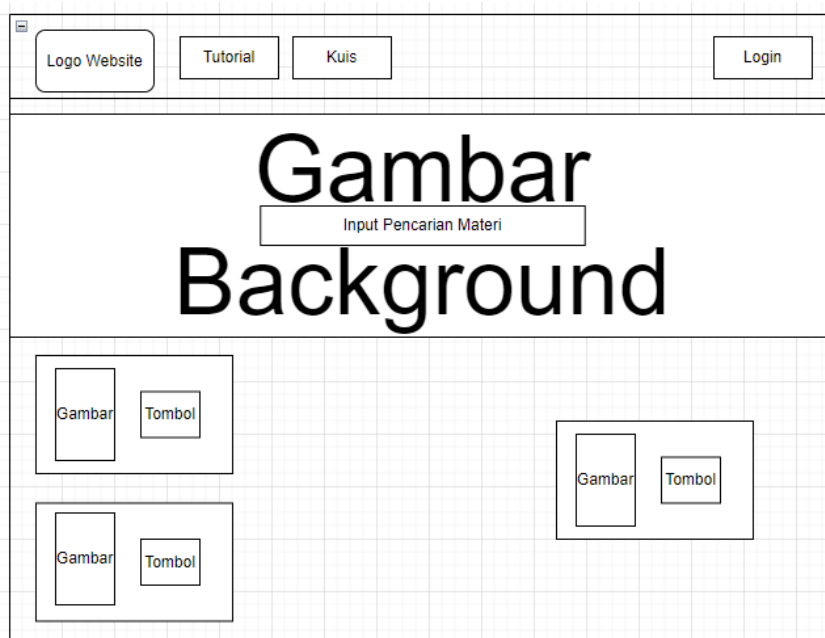 Logo Website
Tutorial
Kuis
Login
Gambar
Input Pencarian Materi
Background
Gambar
Tombol
Gambar
Tombol
Gambar
Tombol